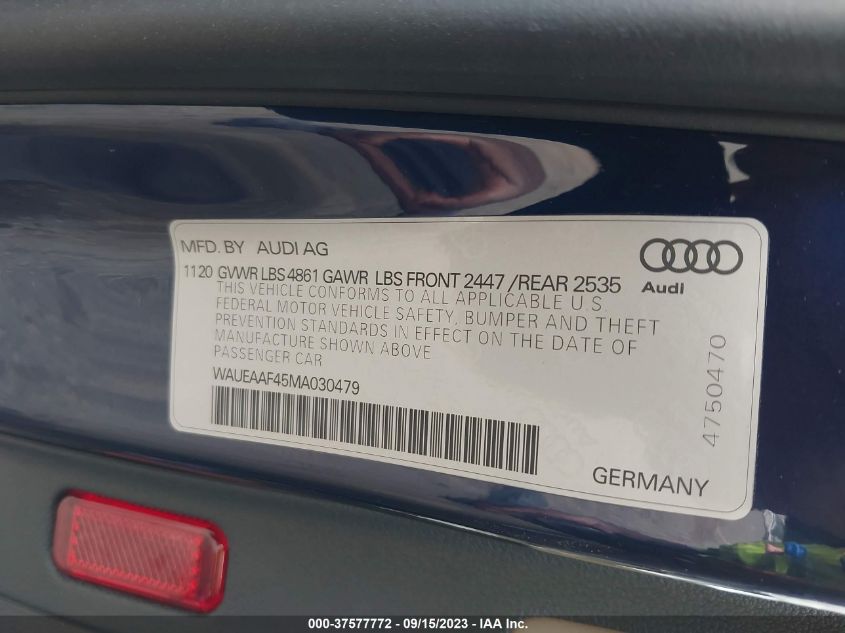 MFD. BY AUDI AG
1120 GVWR LBS 4861 GAWR LBS FRONT 2447 /REAR 2535
THIS VEHICLE CONFORMS TO ALL APPLICABLE U.S.
FEDERAL MOTOR VEHICLE SAFETY, BUMPER AND THEFT
PREVENTION STANDARDS IN EFFECT ON THE DATE OF
MANUFACTURE SHOWN ABOVE
PASSENGER CAR
WAUEAAF45MA030479
Audi
4750470
GERMANY
000-37577772 - 09/15/2023 - IAA Inc.